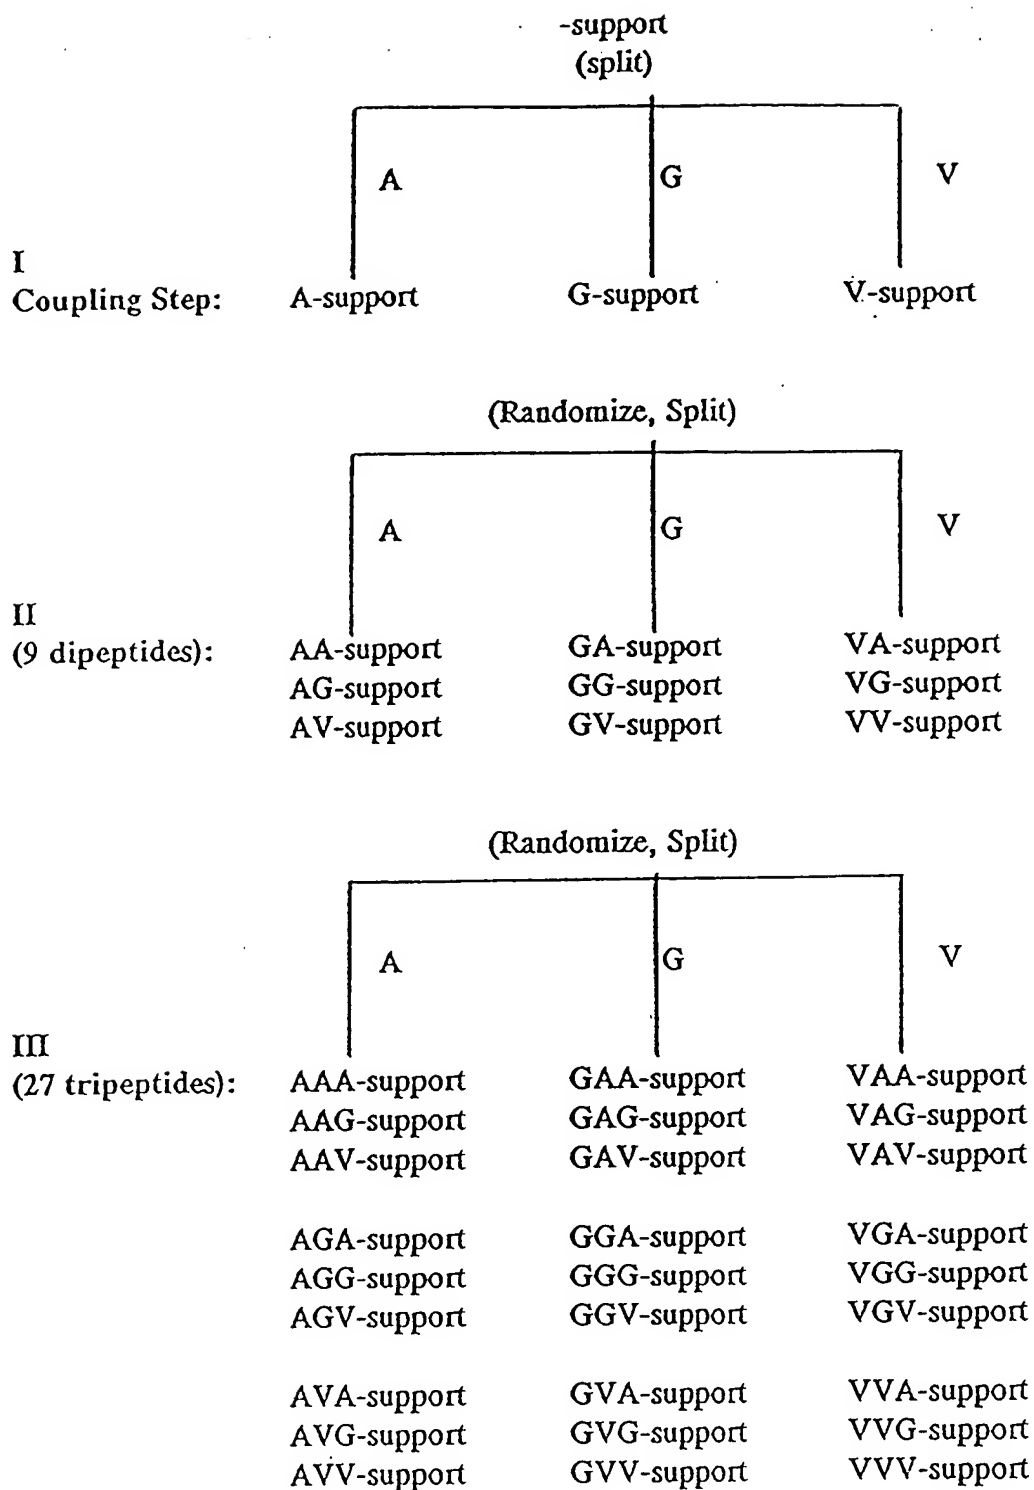 -support
(split)
A G V
I
Coupling Step: A-support G-support V-support
(Randomize, Split)
A G V
II
(9 dipeptides): AA-support GA-support VA-support
AG-support GG-support VG-support
AV-support GV-support VV-support
(Randomize, Split)
A G V
III
(27 tripeptides): AAA-support GAA-support VAA-support
AAG-support GAG-support VAG-support
AAV-support GAV-support VAV-support
AGA-support GGA-support VGA-support
AGG-support GGG-support VGG-support
AGV-support GGV-support VGV-support
AVA-support GVA-support VVA-support
AVG-support GVG-support VVG-support
AVV-support GVV-support VVV-support